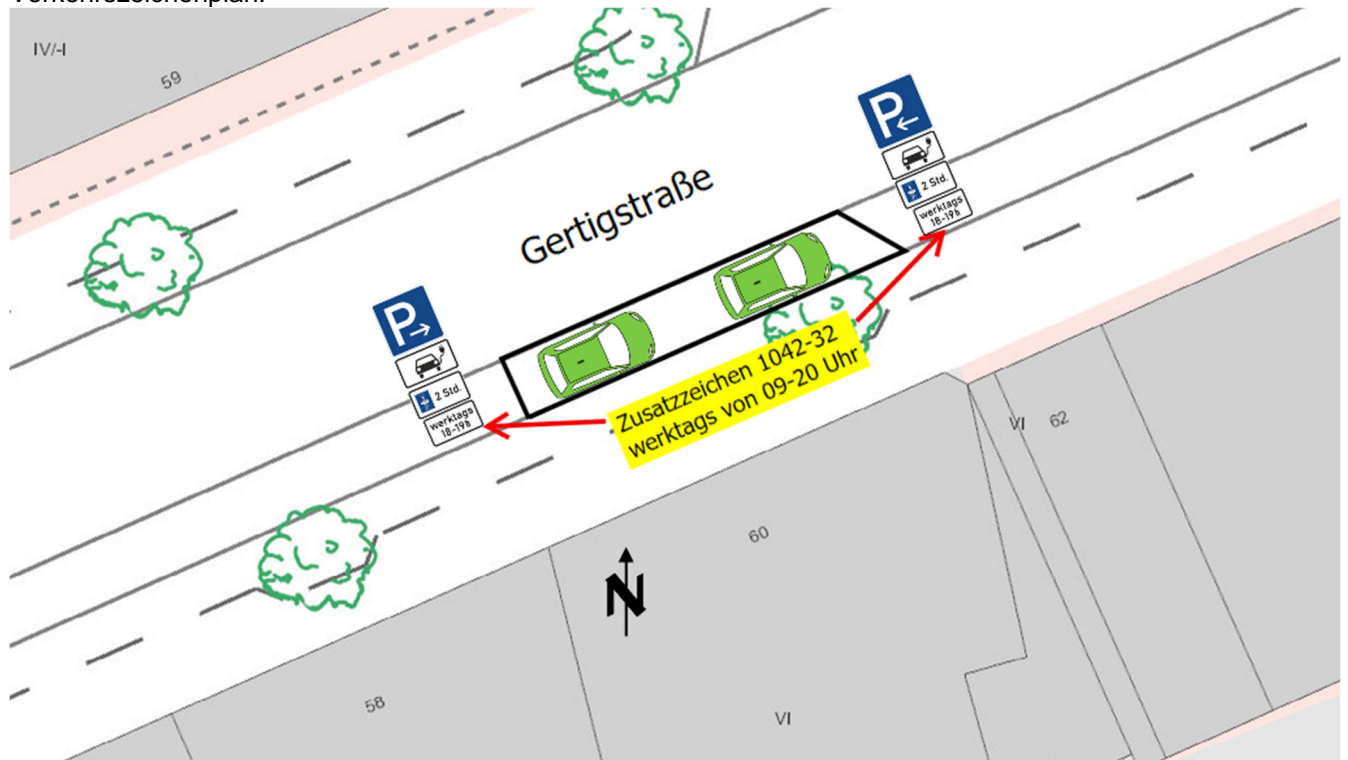 Verkehrszeichenplan:
IV/-I
59
P
2 Std.
werktags
18-19h
Gertigstraße
P
2 Std.
werktags
18-19h
Zusatzzeichen 1042-32
werktags von 09-20 Uhr
VI
62
60
N
58
VI